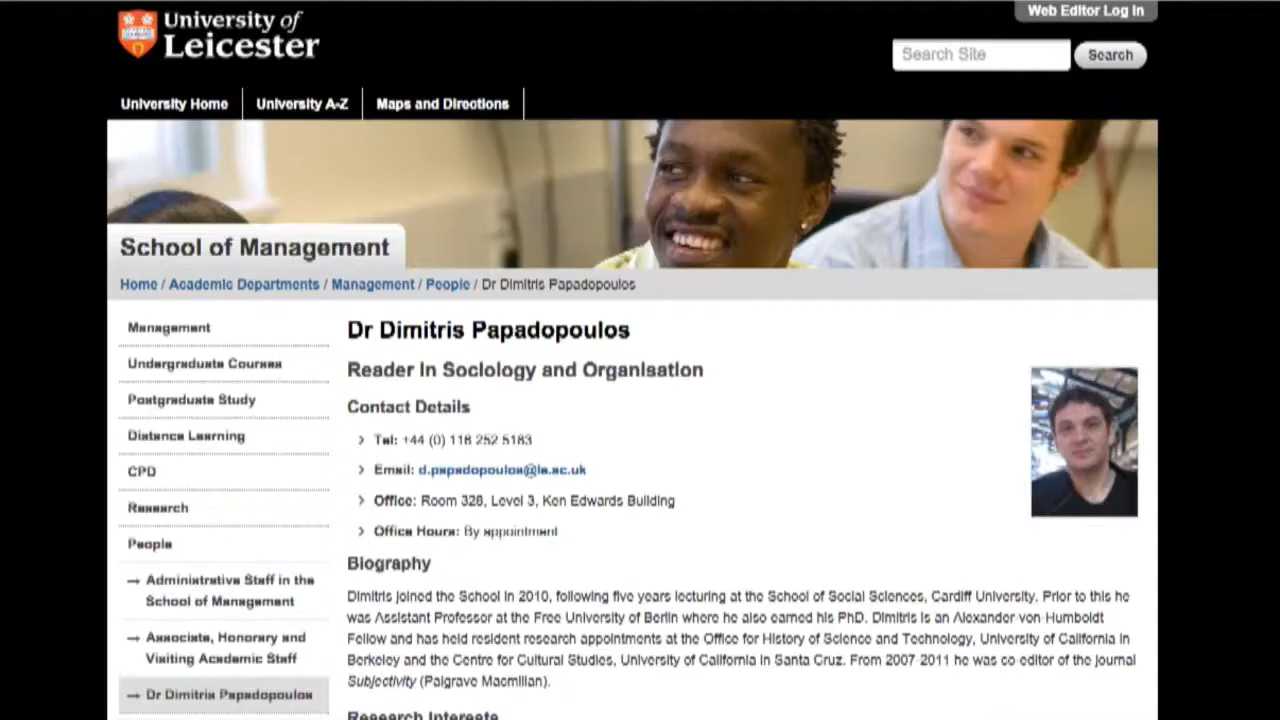 Web Editor Log In
University of
Leicester
Search Site
Search
University Home
University A-Z
Maps and Directions
School of Management
Home / Academic Departments / Management / People / Dr Dimitris Papadopoulos
Management
Undergraduate Courses
Postgraduate Study
Distance Learning
CPD
Research
People
→ Administrative Staff in the
School of Management
→ Associate, Honorary and
Visiting Academic Staff
→ Dr Dimitris Papadopoulos
Dr Dimitris Papadopoulos
Reader in Sociology and Organisation
Contact Details
Tel: +44 (0) 116 252 5183
Email: d.papadopoulos@le.ac.uk
Office: Room 328, Level 3, Ken Edwards Building
Office Hours: By appointment
Biography
Dimitris joined the School in 2010, following five years lecturing at the School of Social Sciences, Cardiff University. Prior to this he
was Assistant Professor at the Free University of Berlin where he also earned his PhD. Dimitris is an Alexander-von-Humboldt
Fellow and has held resident research appointments at the Office for History of Science and Technology, University of California in
Berkeley and the Centre for Cultural Studies, University of California in Santa Cruz. From 2007-2011 he was co-editor of the journal
Subjectivity (Palgrave Macmillan).
Research Interests